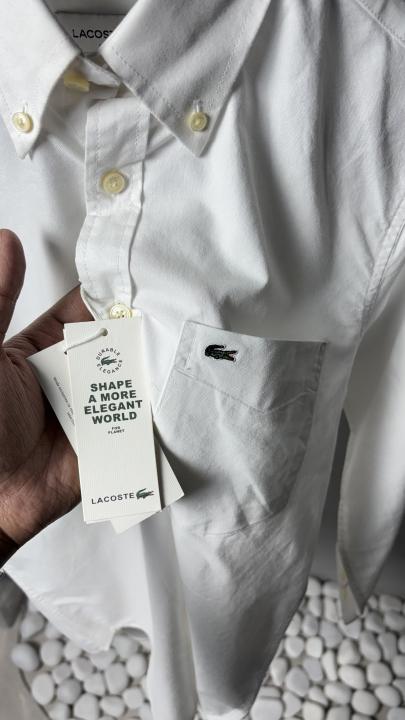 LACOSTE
DURABLE
ELEGANCE
SHAPE
A MORE
ELEGANT
WORLD
FOR
PLANET
LACOSTE